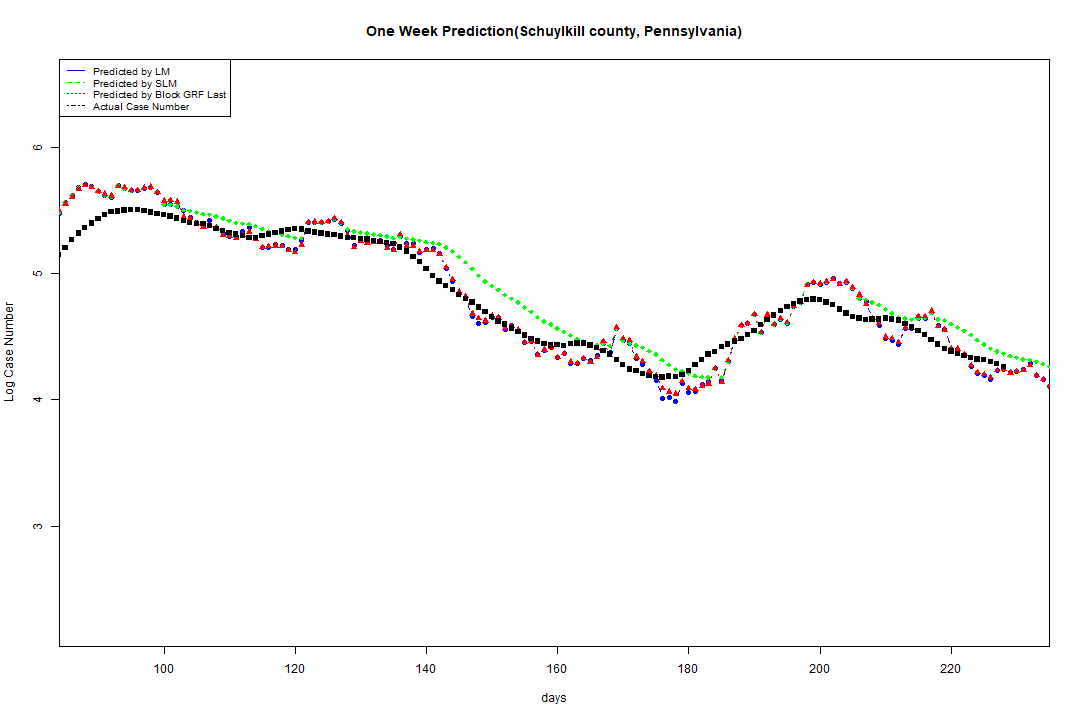 One Week Prediction(Schuylkill county, Pennsylvania)
Predicted by LM
Predicted by SLM
Predicted by Block GRF Last
Actual Case Number
6
5
4
3
Log Case Number
100 120 140 160 180 200 220
days